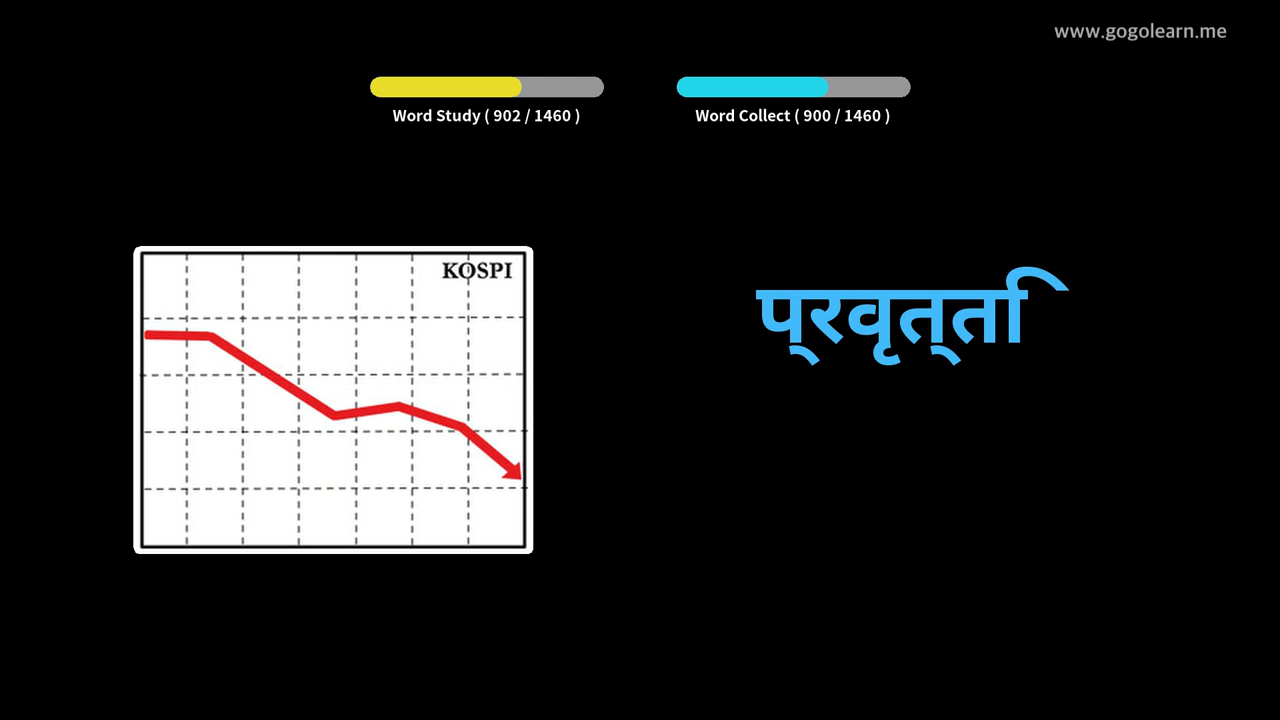 www.gogolearn.me
Word Study ( 902 / 1460 )
Word Collect ( 900 / 1460 )
KOSPI
प्रवृत्ति